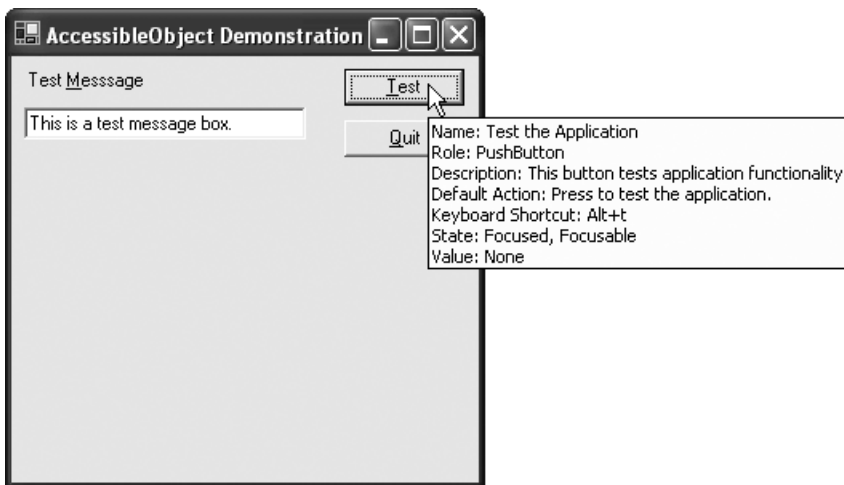 AccessibleObject Demonstration
Test Messsage
Test
This is a test message box.
Quit
Name: Test the Application
Role: PushButton
Description: This button tests application functionality
Default Action: Press to test the application.
Keyboard Shortcut: Alt+t
State: Focused, Focusable
Value: None